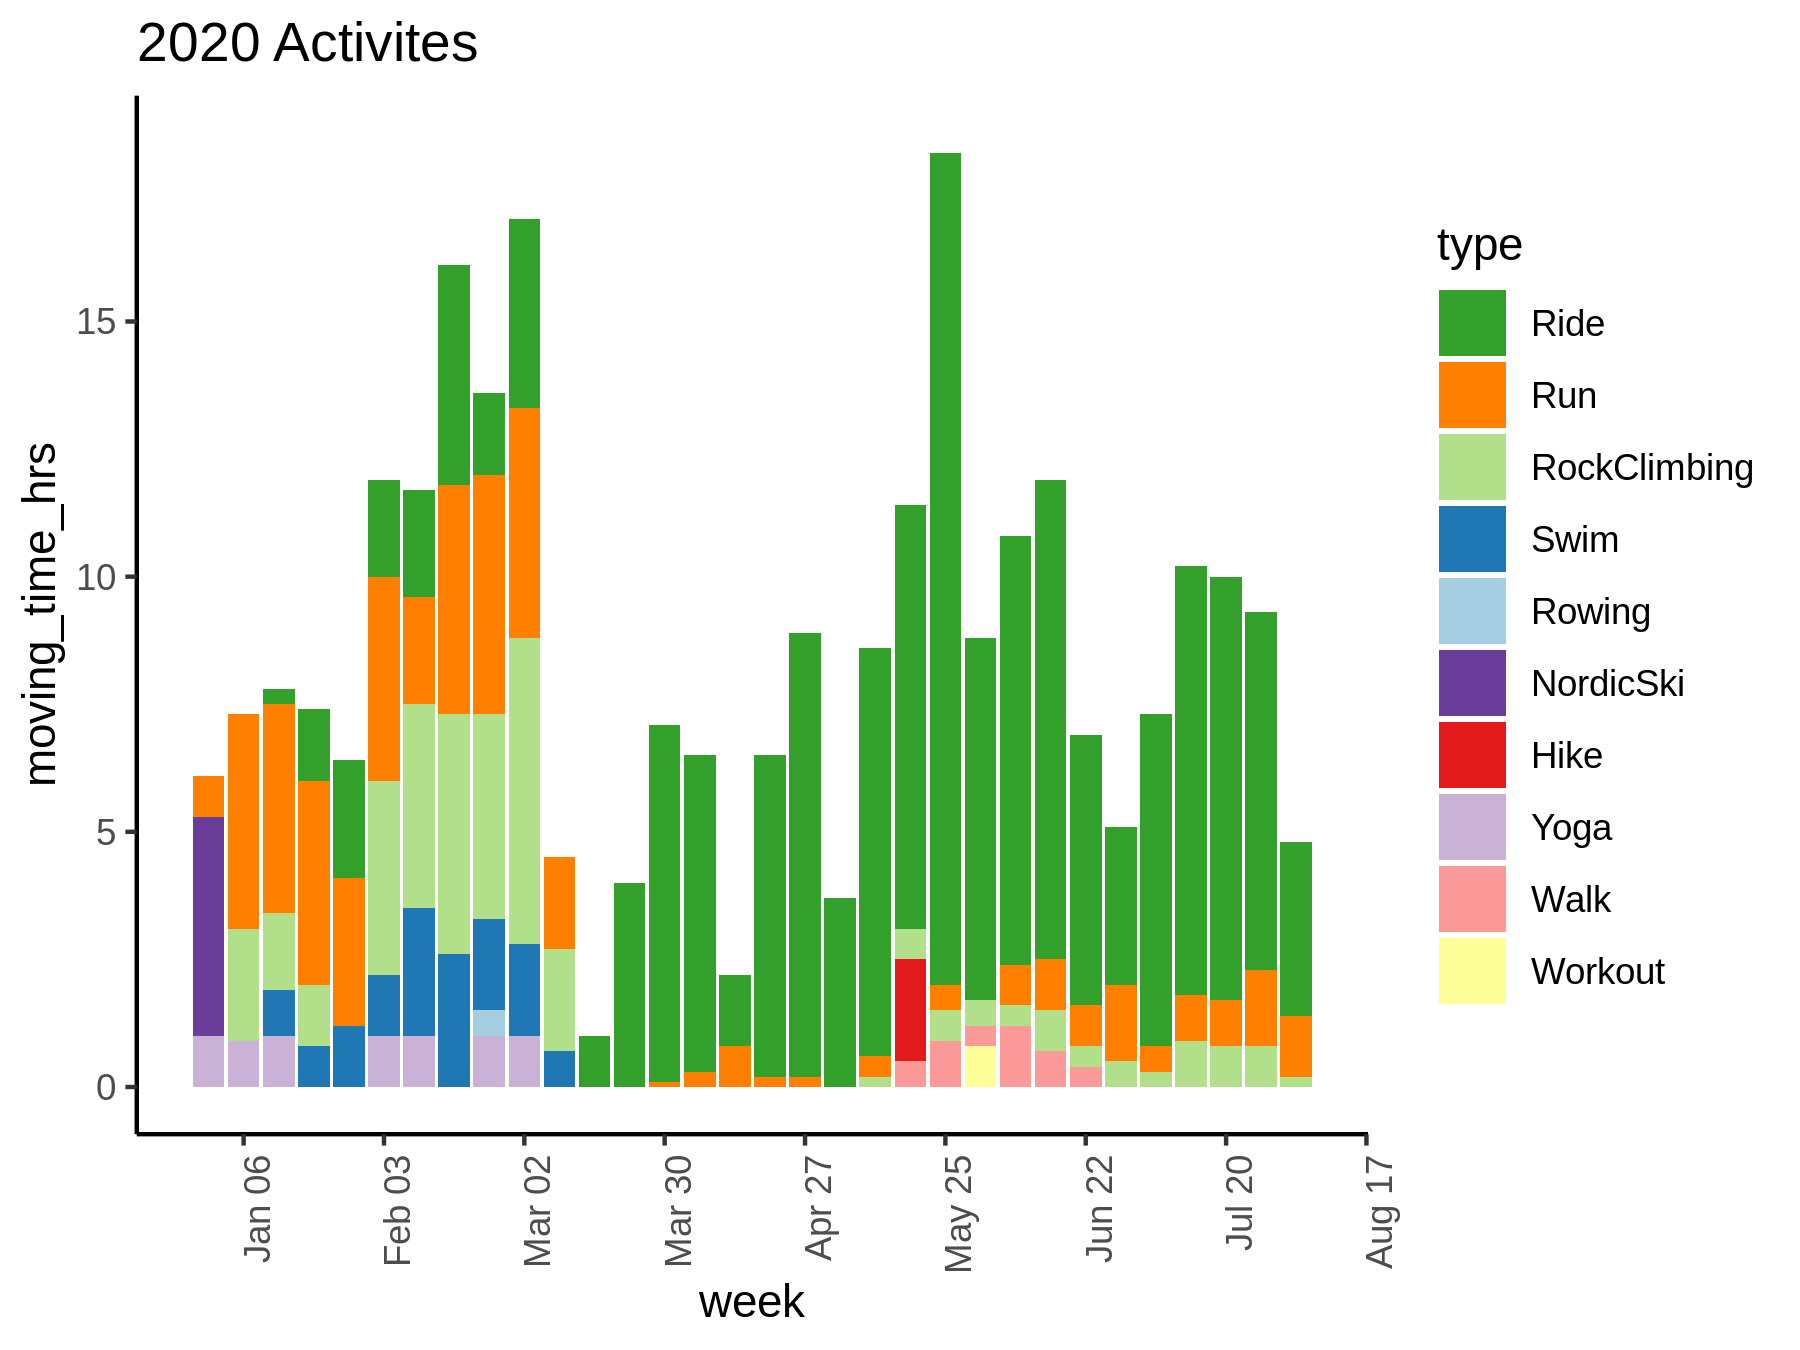 2020 Activites
moving_time_hrs
15
10
5
0
Jan 06
Feb 03
Mar 02
Mar 30
Apr 27
May 25
Jun 22
Jul 20
Aug 17
week
type
Ride
Run
RockClimbing
Swim
Rowing
NordicSki
Hike
Yoga
Walk
Workout